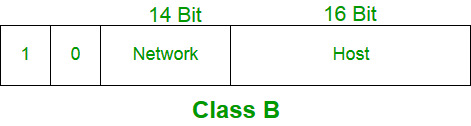 14 Bit 16 Bit
1 0 Network Host
Class B